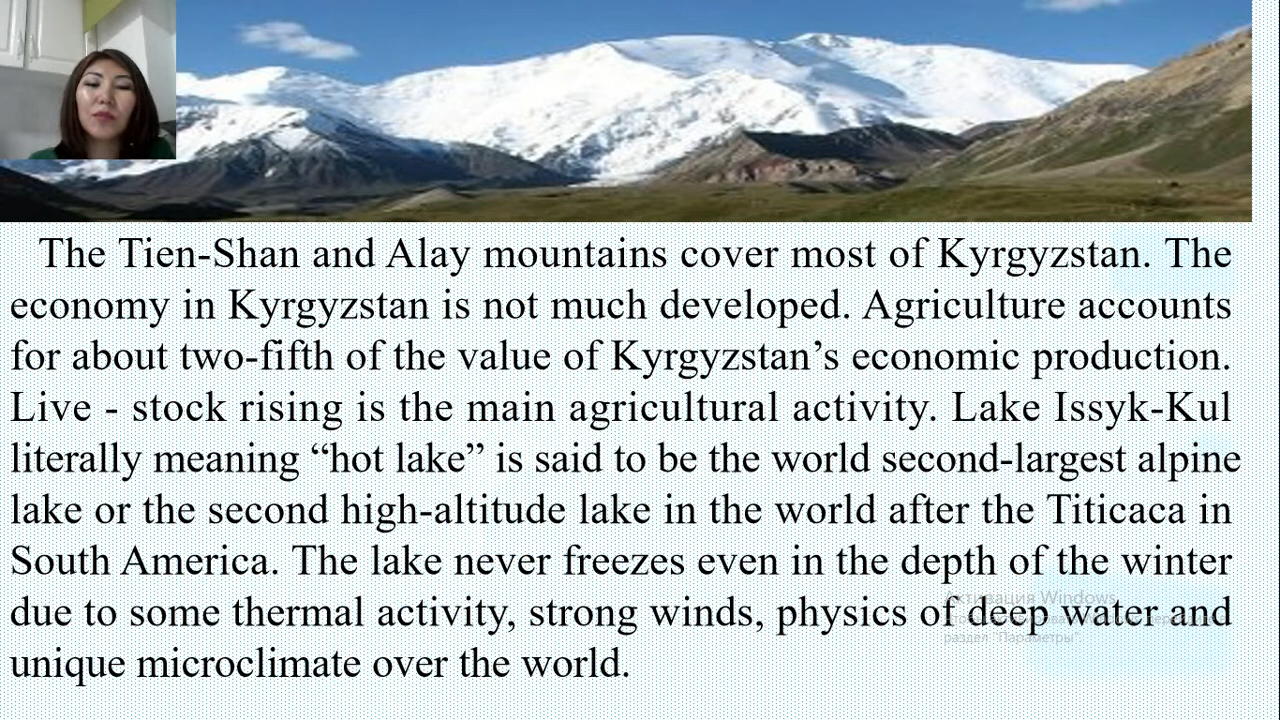 The Tien-Shan and Alay mountains cover most of Kyrgyzstan. The
economy in Kyrgyzstan is not much developed. Agriculture accounts
for about two-fifth of the value of Kyrgyzstan’s economic production.
Live - stock rising is the main agricultural activity. Lake Issyk-Kul
literally meaning “hot lake” is said to be the world second-largest alpine
lake or the second high-altitude lake in the world after the Titicaca in
South America. The lake never freezes even in the depth of the winter
due to some thermal activity, strong winds, physics of deep water and
unique microclimate over the world.
Активация Windows
раздел "Параметры".